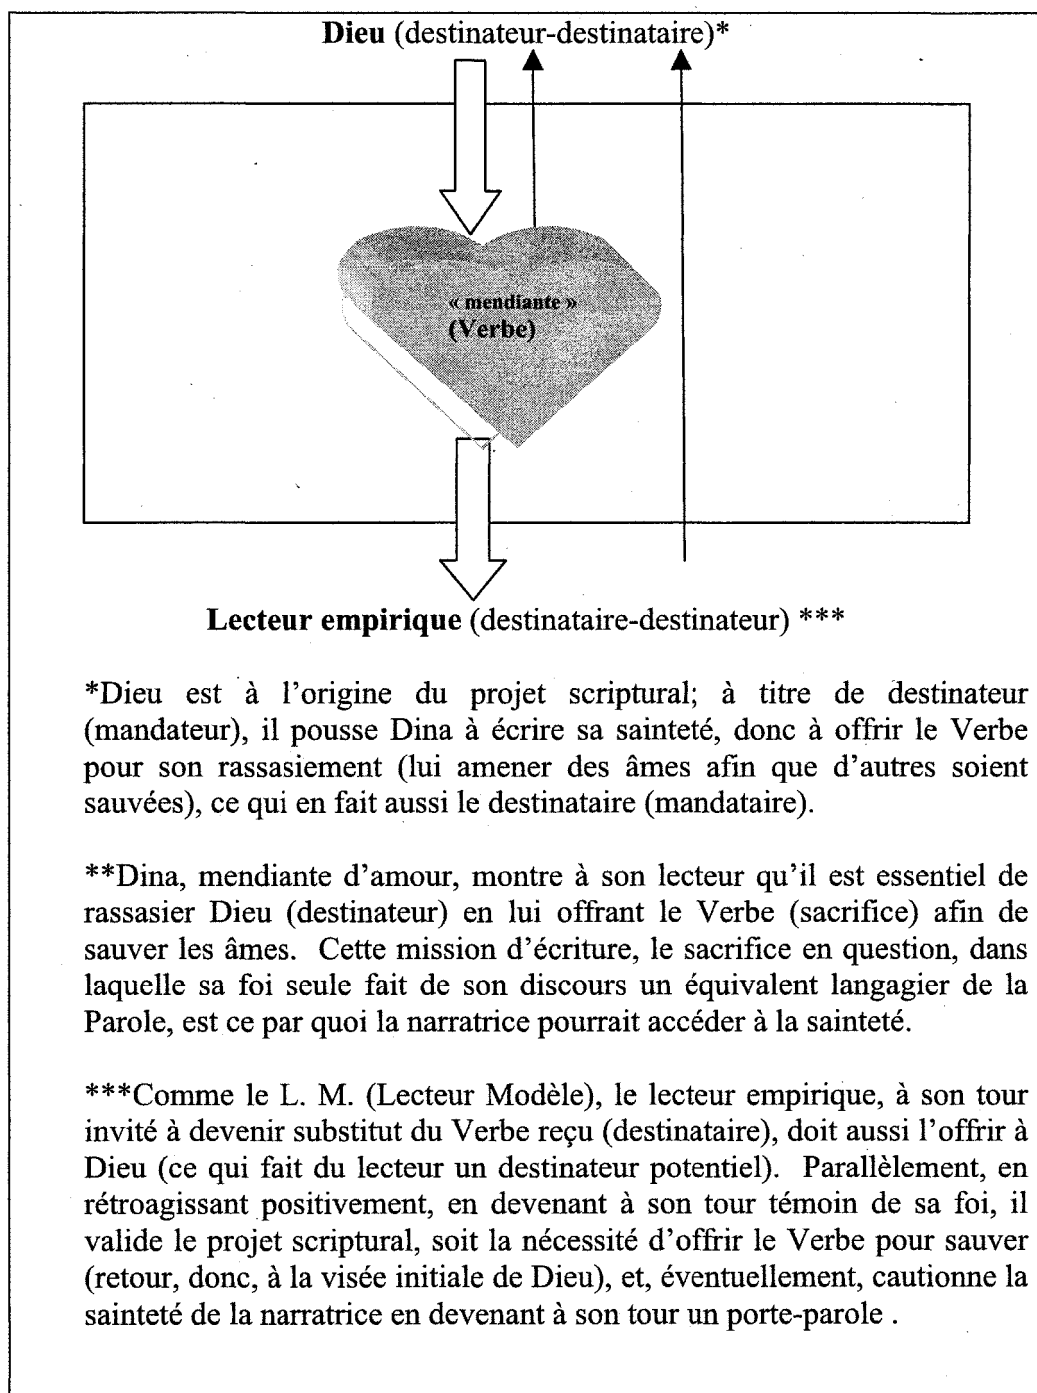 Dieu (destinateur-destinataire)*
« mendiante »
(Verbe)
Lecteur empirique (destinataire-destinateur) ***
*Dieu est à l'origine du projet scriptural; à titre de destinateur
(mandateur), il pousse Dina à écrire sa sainteté, donc à offrir le Verbe
pour son rassasiement (lui amener des âmes afin que d'autres soient
sauvées), ce qui en fait aussi le destinataire (mandataire).
**Dina, mendiante d'amour, montre à son lecteur qu'il est essentiel de
rassasier Dieu (destinateur) en lui offrant le Verbe (sacrifice) afin de
sauver les âmes. Cette mission d'écriture, le sacrifice en question, dans
laquelle sa foi seule fait de son discours un équivalent langagier de la
Parole, est ce par quoi la narratrice pourrait accéder à la sainteté.
***Comme le L. M. (Lecteur Modèle), le lecteur empirique, à son tour
invité à devenir substitut du Verbe reçu (destinataire), doit aussi l'offrir à
Dieu (ce qui fait du lecteur un destinateur potentiel). Parallèlement, en
rétroagissant positivement, en devenant à son tour témoin de sa foi, il
valide le projet scriptural, soit la nécessité d'offrir le Verbe pour sauver
(retour, donc, à la visée initiale de Dieu), et, éventuellement, cautionne la
sainteté de la narratrice en devenant à son tour un porte-parole .